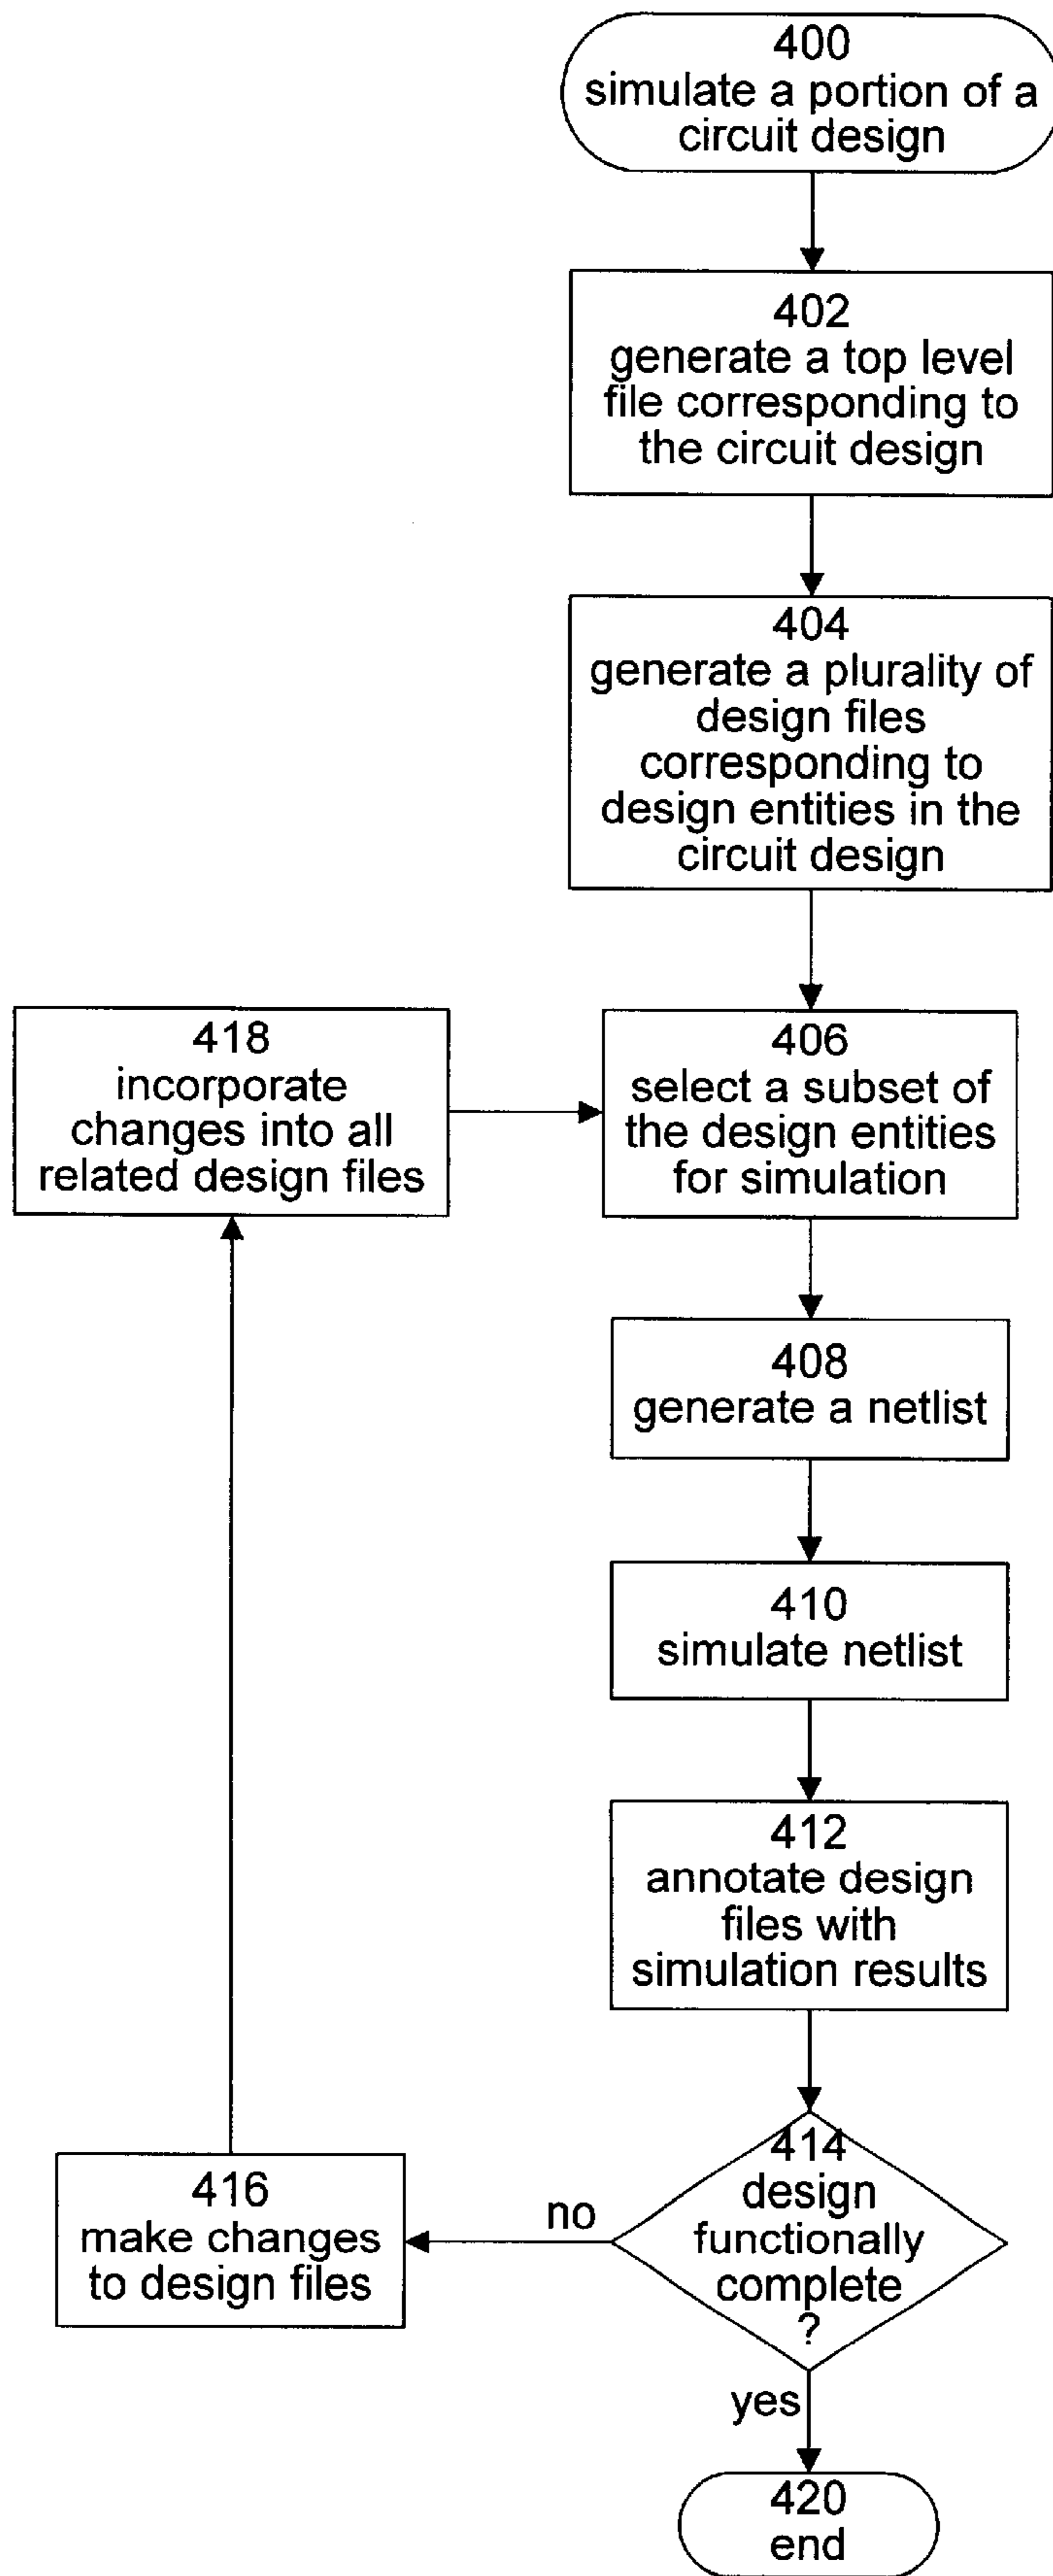 400
simulate a portion of a
circuit design
402
generate a top level
file corresponding to
the circuit design
404
generate a plurality of
design files
corresponding to
design entities in the
circuit design
418
incorporate
changes into all
related design files
406
select a subset of
the design entities
for simulation
408
generate a netlist
410
simulate netlist
412
annotate design
files with
simulation results
414
design
functionally
complete
?
no
416
make changes
to design files
yes
420
end